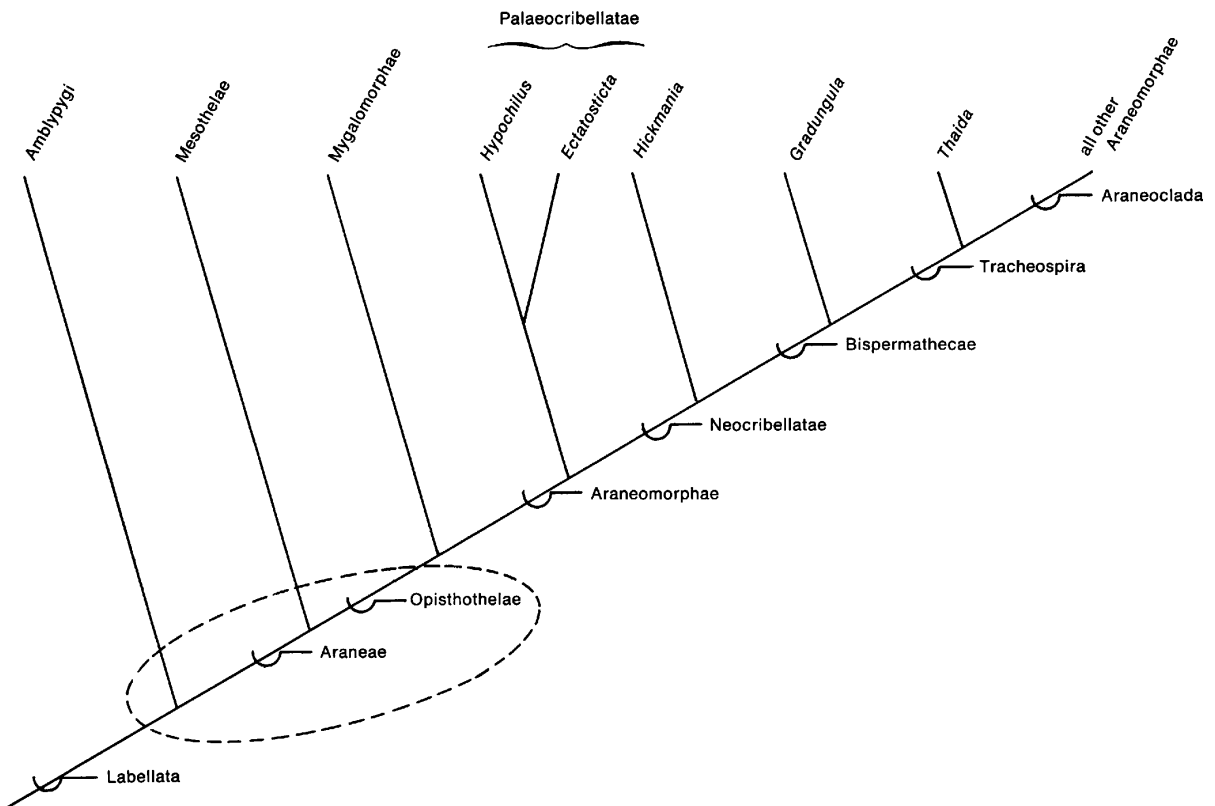 Palaeocribellatae
Amblypygi
Mesothelae
Mygalomorphae
Hypochilus
Ectatosticta
Hickmania
Gradungula
Thaida
all other
Araneomorphae
Araneoclada
Tracheospira
Bispermathecae
Neocribellatae
Araneomorphae
Opisthothelae
Araneae
Labellata